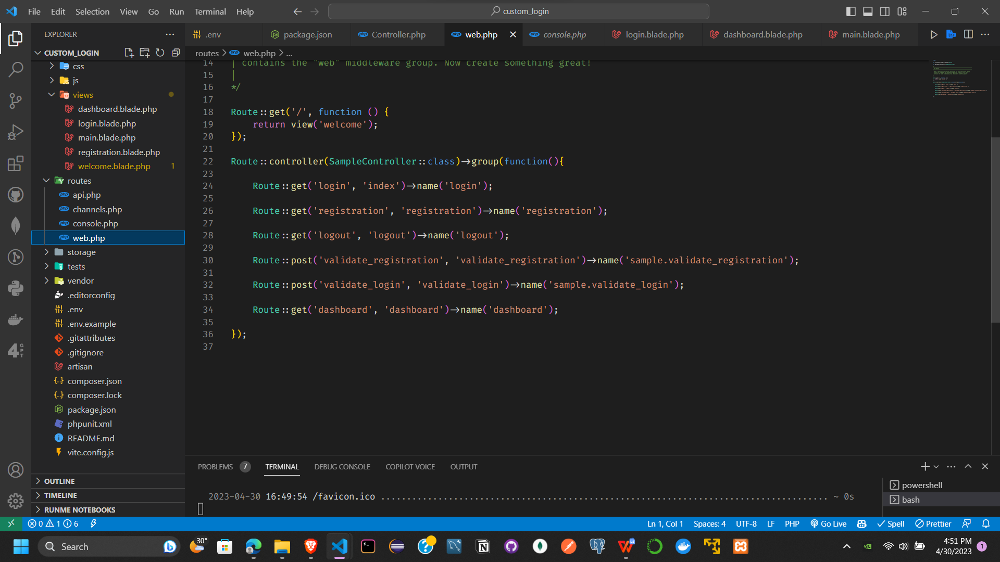 File Edit Selection View Go Run Terminal Help
custom_login
EXPLORER
.env
package.json
Controller.php
web.php
console.php
login.blade.php
dashboard.blade.php
main.blade.php
CUSTOM_LOGIN
routes > web.php > ...
css
js
views
dashboard.blade.php
login.blade.php
main.blade.php
registration.blade.php
welcome.blade.php 1
routes
api.php
channels.php
console.php
web.php
storage
tests
vendor
.editorconfig
.env
.env.example
.gitattributes
.gitignore
artisan
composer.json
composer.lock
package.json
phpunit.xml
README.md
vite.config.js
OUTLINE
TIMELINE
RUNME NOTEBOOKS
14 | contains the "web" middleware group. Now create something great!
15 |
16 */
17
18 Route::get('/', function () {
19 return view('welcome');
20 });
21
22 Route::controller(SampleController::class)->group(function(){
23
24 Route::get('login', 'index')->name('login');
25
26 Route::get('registration', 'registration')->name('registration');
27
28 Route::get('logout', 'logout')->name('logout');
29
30 Route::post('validate_registration', 'validate_registration')->name('sample.validate_registration');
31
32 Route::post('validate_login', 'validate_login')->name('sample.validate_login');
33
34 Route::get('dashboard', 'dashboard')->name('dashboard');
35
36 });
37
PROBLEMS 7 TERMINAL DEBUG CONSOLE COPILOT VOICE OUTPUT
2023-04-30 16:49:54 /favicon.ico .................................................................................... ~ 0s
powershell
bash
0 1 6
Ln 1, Col 1 Spaces: 4 UTF-8 LF PHP Go Live Spell Prettier
Search
30°
4:51 PM
4/30/2023
1